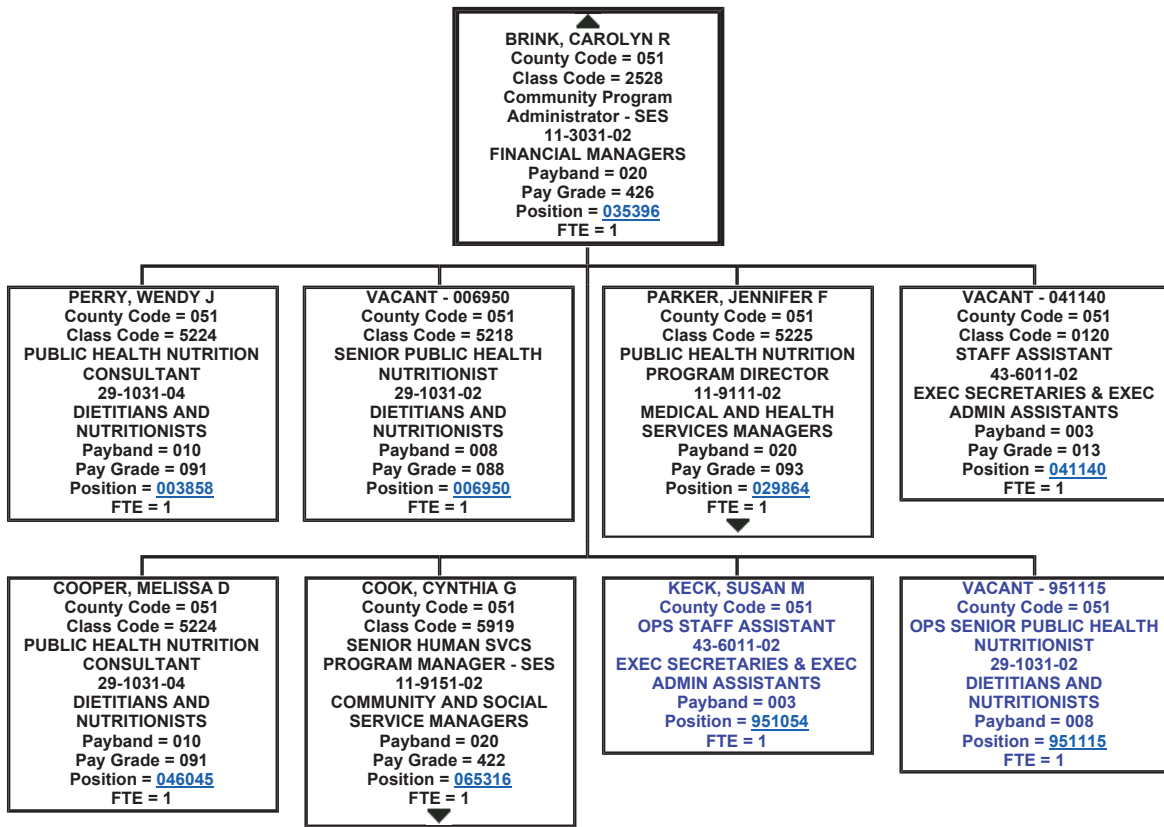 BRINK, CAROLYN R
County Code = 051
Class Code = 2528
Community Program
Administrator - SES
11-3031-02
FINANCIAL MANAGERS
Payband = 020
Pay Grade = 426
Position = 035396
FTE = 1
PERRY, WENDY J
County Code = 051
Class Code = 5224
PUBLIC HEALTH NUTRITION
CONSULTANT
29-1031-04
DIETITIANS AND
NUTRITIONISTS
Payband = 010
Pay Grade = 091
Position = 003858
FTE = 1
VACANT - 006950
County Code = 051
Class Code = 5218
SENIOR PUBLIC HEALTH
NUTRITIONIST
29-1031-02
DIETITIANS AND
NUTRITIONISTS
Payband = 008
Pay Grade = 088
Position = 006950
FTE = 1
PARKER, JENNIFER F
County Code = 051
Class Code = 5225
PUBLIC HEALTH NUTRITION
PROGRAM DIRECTOR
11-9111-02
MEDICAL AND HEALTH
SERVICES MANAGERS
Payband = 020
Pay Grade = 093
Position = 029864
FTE = 1
VACANT - 041140
County Code = 051
Class Code = 0120
STAFF ASSISTANT
43-6011-02
EXEC SECRETARIES & EXEC
ADMIN ASSISTANTS
Payband = 003
Pay Grade = 013
Position = 041140
FTE = 1
COOPER, MELISSA D
County Code = 051
Class Code = 5224
PUBLIC HEALTH NUTRITION
CONSULTANT
29-1031-04
DIETITIANS AND
NUTRITIONISTS
Payband = 010
Pay Grade = 091
Position = 046045
FTE = 1
COOK, CYNTHIA G
County Code = 051
Class Code = 5919
SENIOR HUMAN SVCS
PROGRAM MANAGER - SES
11-9151-02
COMMUNITY AND SOCIAL
SERVICE MANAGERS
Payband = 020
Pay Grade = 422
Position = 065316
FTE = 1
KECK, SUSAN M
County Code = 051
OPS STAFF ASSISTANT
43-6011-02
EXEC SECRETARIES & EXEC
ADMIN ASSISTANTS
Payband = 003
Position = 951054
FTE = 1
VACANT - 951115
County Code = 051
OPS SENIOR PUBLIC HEALTH
NUTRITIONIST
29-1031-02
DIETITIANS AND
NUTRITIONISTS
Payband = 008
Position = 951115
FTE = 1